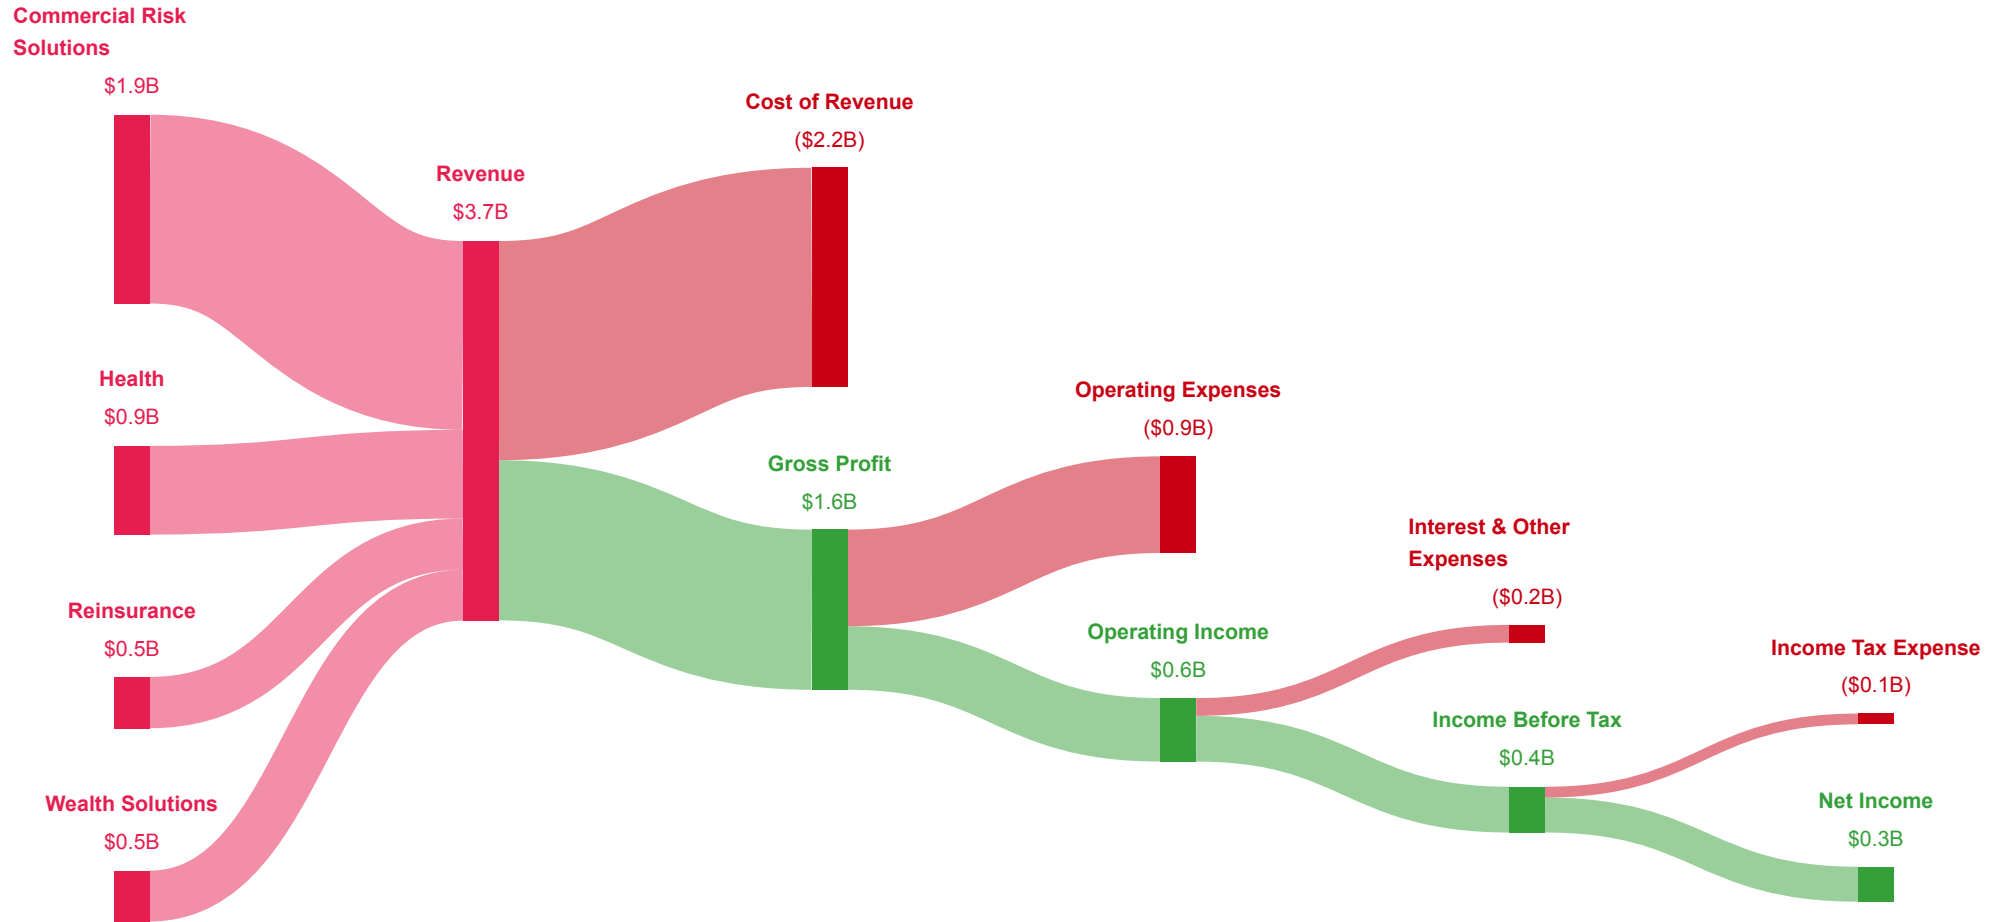 Commercial Risk
Solutions
$1.9B
Health
$0.9B
Reinsurance
$0.5B
Wealth Solutions
$0.5B
Revenue
$3.7B
Cost of Revenue
($2.2B)
Gross Profit
$1.6B
Operating Expenses
($0.9B)
Operating Income
$0.6B
Interest & Other
Expenses
($0.2B)
Income Before Tax
$0.4B
Income Tax Expense
($0.1B)
Net Income
$0.3B